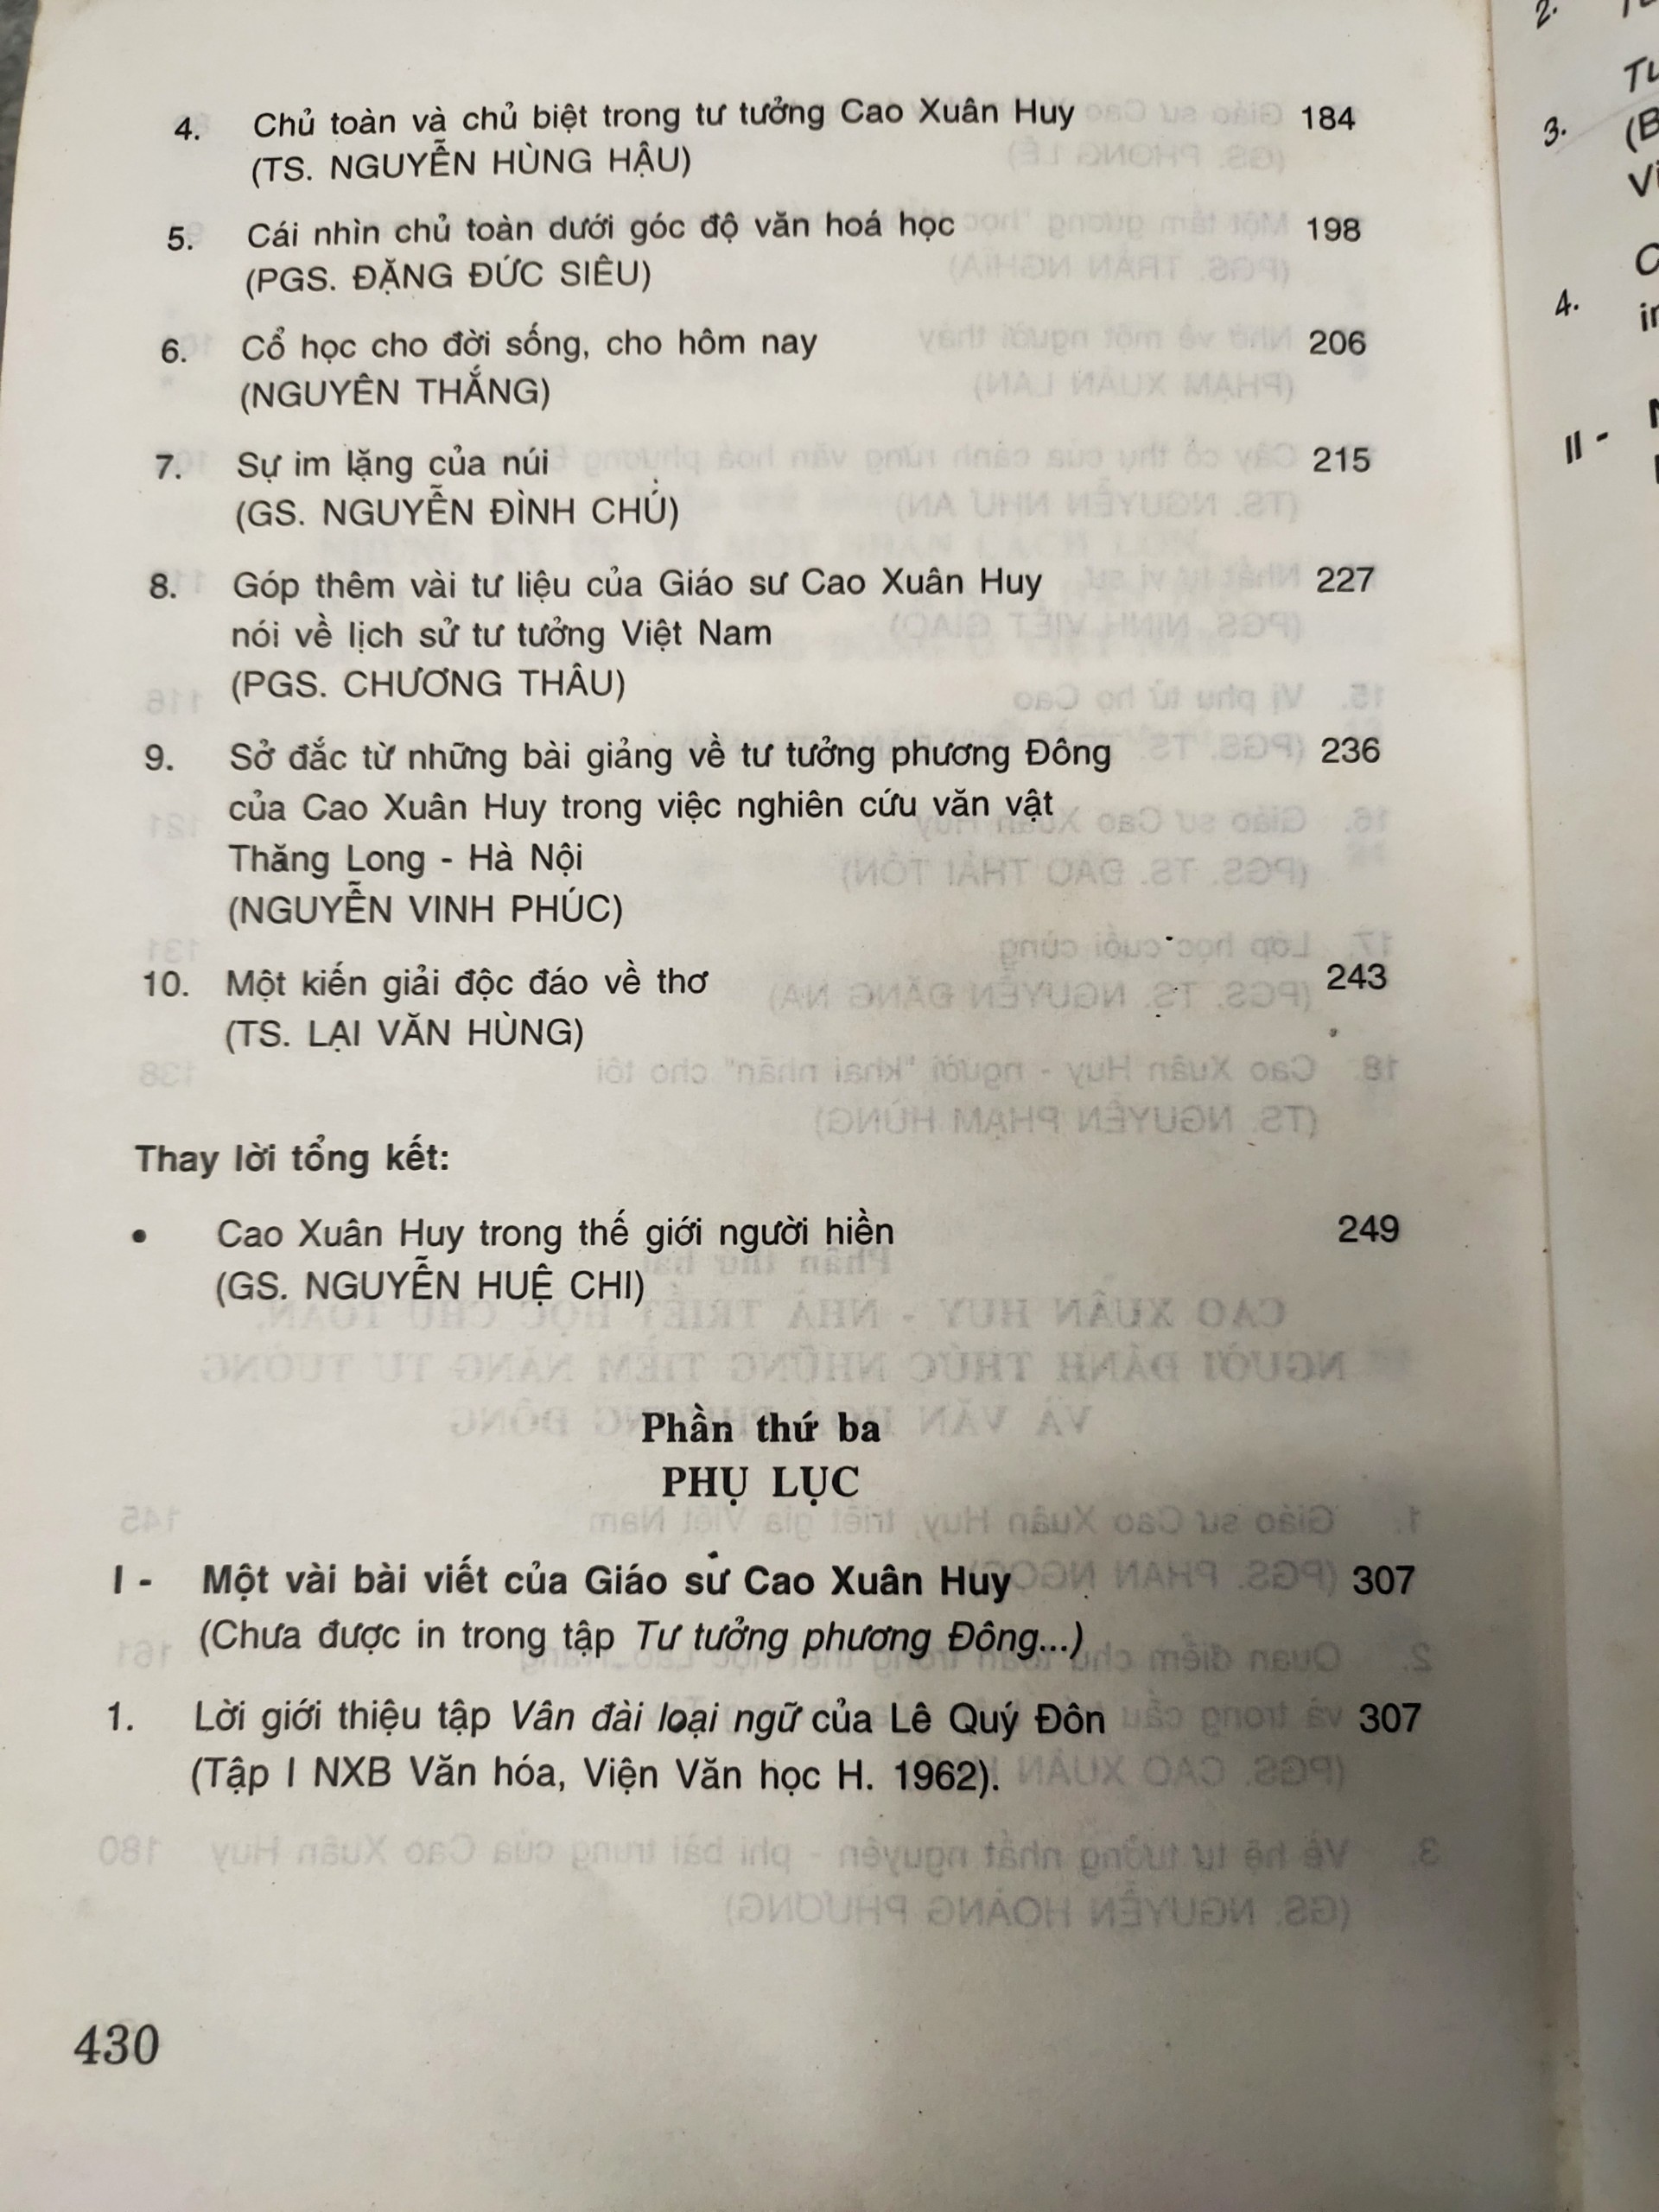 4. Chủ toàn và chủ biệt trong tư tưởng Cao Xuân Huy 184
(TS. NGUYỄN HÙNG HẬU)
5. Cái nhìn chủ toàn dưới góc độ văn hoá học 198
(PGS. ĐẶNG ĐỨC SIÊU)
6. Cổ học cho đời sống, cho hôm nay 206
(NGUYÊN THẮNG)
7. Sự im lặng của núi 215
(GS. NGUYỄN ĐÌNH CHÚ)
8. Góp thêm vài tư liệu của Giáo sư Cao Xuân Huy 227
nói về lịch sử tư tưởng Việt Nam
(PGS. CHƯƠNG THÂU)
9. Sở đắc từ những bài giảng về tư tưởng phương Đông 236
của Cao Xuân Huy trong việc nghiên cứu văn vật
Thăng Long - Hà Nội
(NGUYỄN VINH PHÚC)
10. Một kiến giải độc đáo về thơ 243
(TS. LẠI VĂN HÙNG)
Thay lời tổng kết:
• Cao Xuân Huy trong thế giới người hiền 249
(GS. NGUYỄN HUỆ CHI)
Phần thứ ba
PHỤ LỤC
I - Một vài bài viết của Giáo sư Cao Xuân Huy 307
(Chưa được in trong tập Tư tưởng phương Đông...)
1. Lời giới thiệu tập Vân đài loại ngữ của Lê Quý Đôn 307
(Tập I NXB Văn hóa, Viện Văn học H. 1962).
430
2.
3.
4.
II -